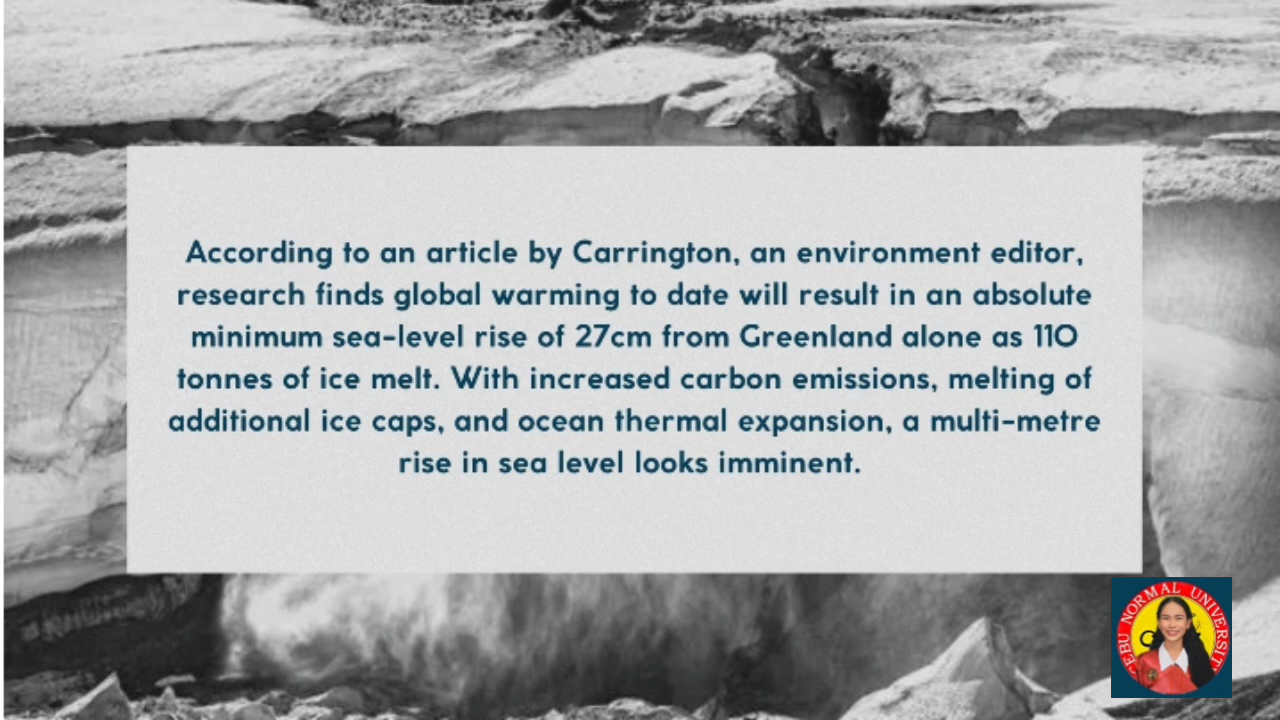 According to an article by Carrington, an environment editor,
research finds global warming to date will result in an absolute
minimum sea-level rise of 27cm from Greenland alone as 110
tonnes of ice melt. With increased carbon emissions, melting of
additional ice caps, and ocean thermal expansion, a multi-metre
rise in sea level looks imminent.
CEBU NORMAL UNIVERSITY